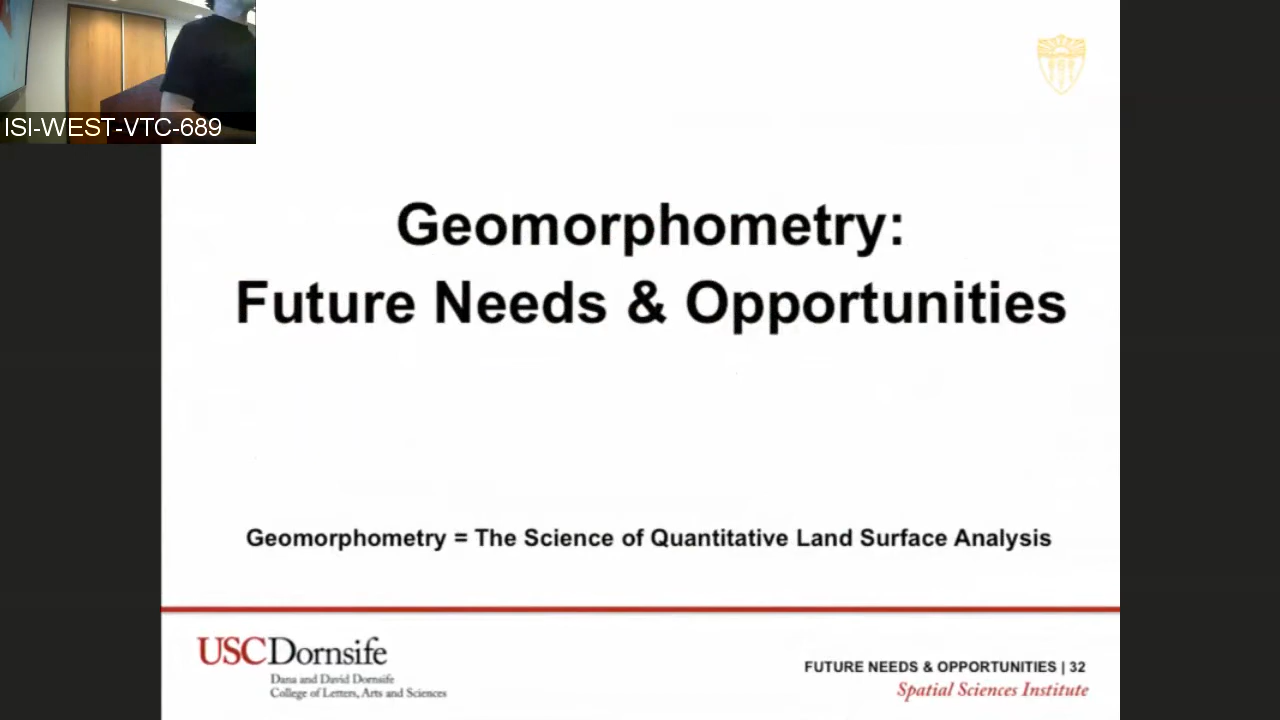 ISI-WEST-VTC-689
Geomorphometry:
Future Needs & Opportunities
Geomorphometry = The Science of Quantitative Land Surface Analysis
USCDornsife
Dana and David Dornsife
College of Letters, Arts and Sciences
FUTURE NEEDS & OPPORTUNITIES | 32
Spatial Sciences Institute